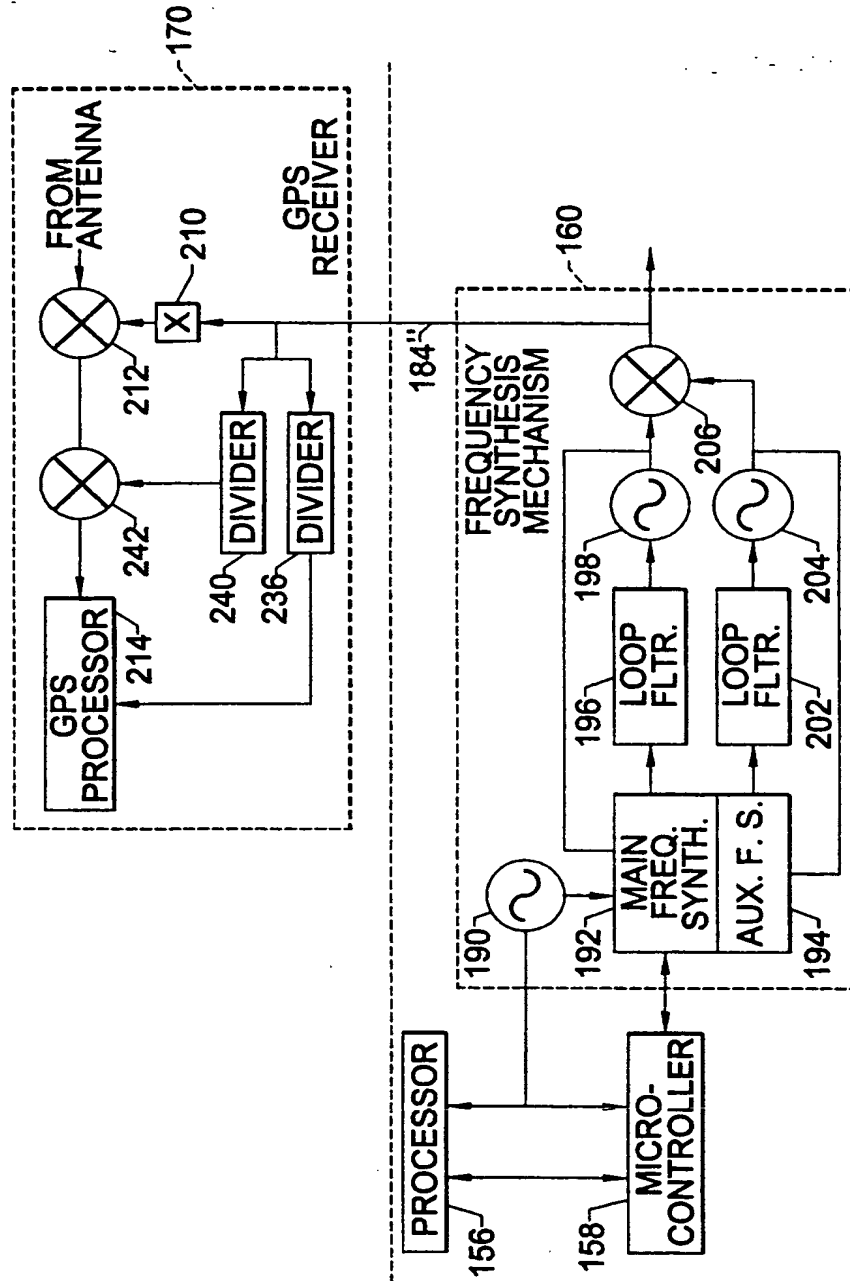 170
FROM
ANTENNA
GPS
RECEIVER
210
X
212
242
DIVIDER
240
DIVIDER
236
GPS
PROCESSOR
214
184"
160
FREQUENCY
SYNTHESIS
MECHANISM
206
198
204
LOOP
FLTR.
196
LOOP
FLTR.
202
190
MAIN
FREQ.
SYNTH.
192
AUX. F. S.
194
PROCESSOR
156
MICRO-
CONTROLLER
158